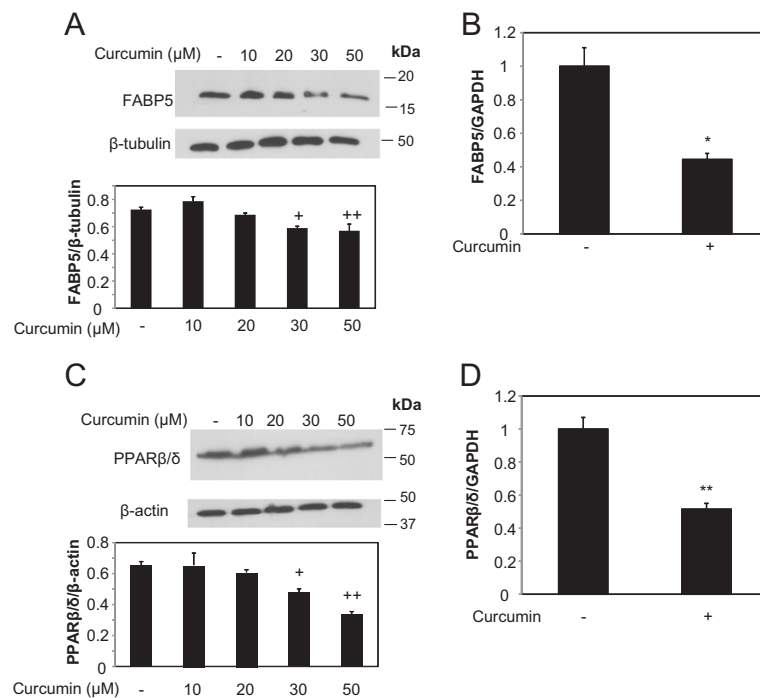 A
Curcumin (μM) - 10 20 30 50 kDa
20
FABP5
15
β-tubulin
50
FABP5/β-tubulin
0.8
0.6
0.4
0.2
0
+ ++
Curcumin (μM) - 10 20 30 50
B
FABP5/GAPDH
1.2
1
0.8
0.6
0.4
0.2
0
*
Curcumin - +
C
kDa
Curcumin (μM) - 10 20 30 50
75
PPARβ/δ
50
50
β-actin
37
PPARβ/δ/β-actin
0.8
0.6
0.4
0.2
0
+ ++
Curcumin (μM) - 10 20 30 50
D
PPARβ/δ/GAPDH
1.2
1
0.8
0.6
0.4
0.2
0
**
Curcumin - +